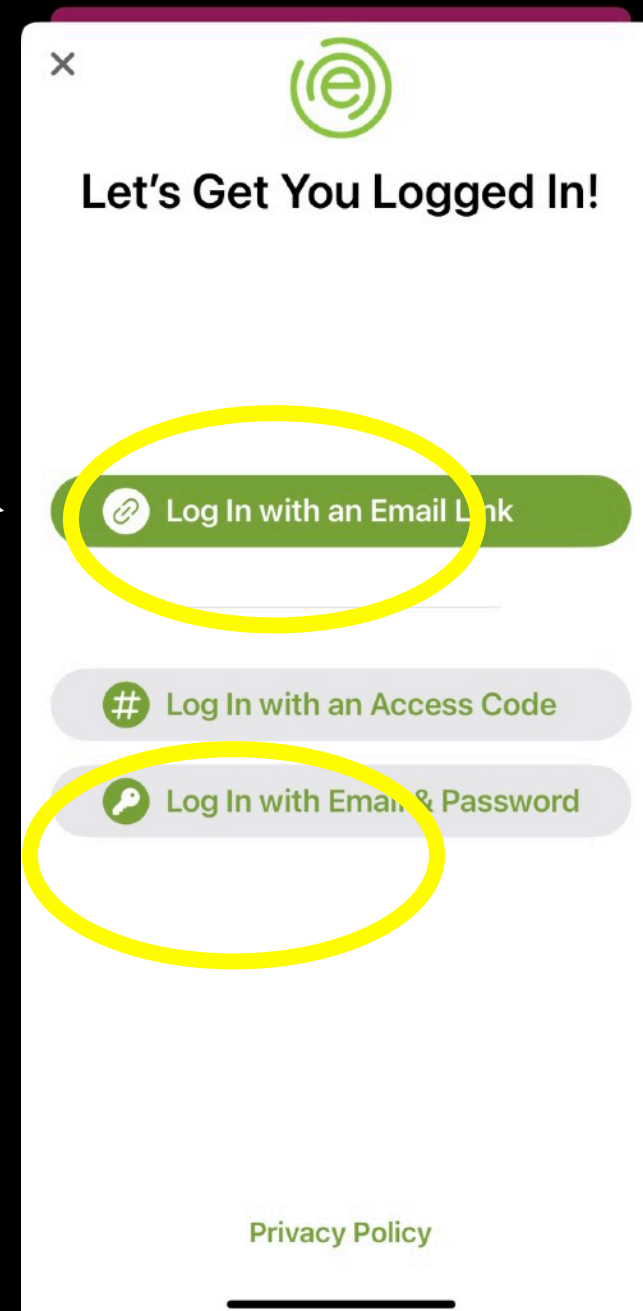 Let's Get You Logged In!
Log In with an Email Link
Log In with an Access Code
Log In with Email & Password
Privacy Policy